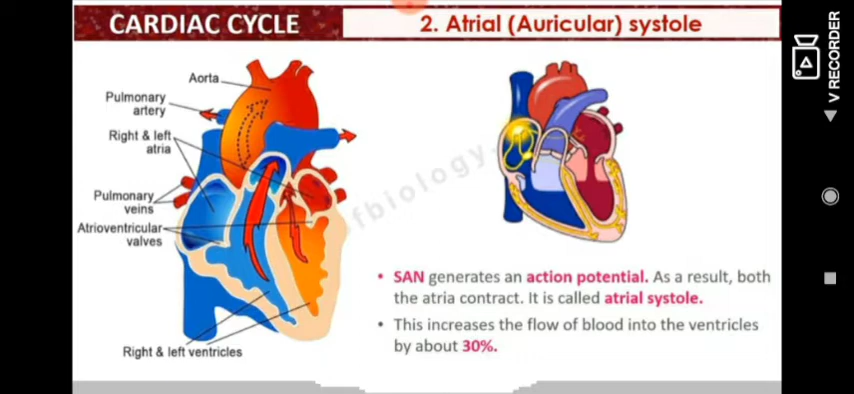 CARDIAC CYCLE
2. Atrial (Auricular) systole
Aorta
Pulmonary
artery
Right & left
atria
Pulmonary
veins
Atrioventricular
valves
Right & left ventricles
fbiology.
• SAN generates an action potential. As a result, both
the atria contract. It is called atrial systole.
• This increases the flow of blood into the ventricles
by about 30%.
V RECORDER